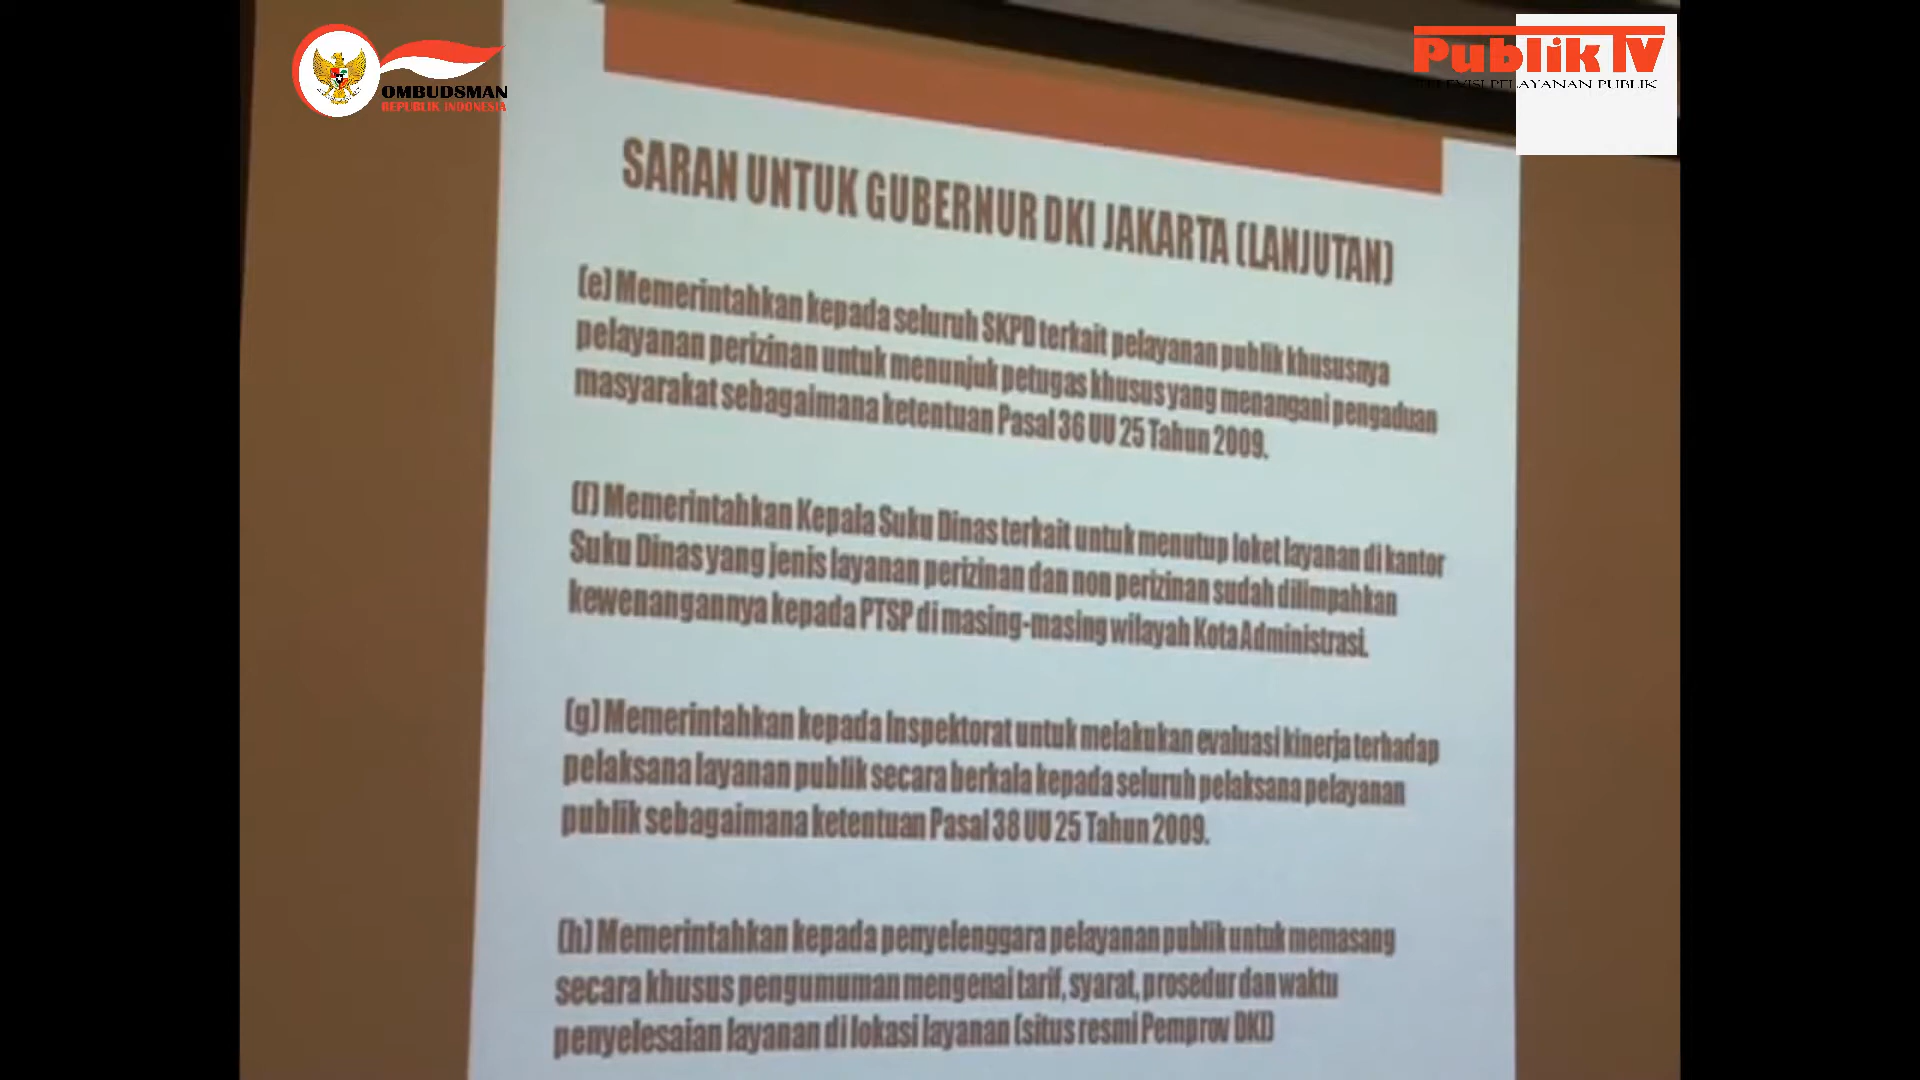 OMBUDSMAN
REPUBLIK INDONESIA
Publik TV
TELEVISI PELAYANAN PUBLIK
SARAN UNTUK GUBERNUR DKI JAKARTA (LANJUTAN)
(e) Memerintahkan kepada seluruh SKPD terkait pelayanan publik khususnya
pelayanan perizinan untuk menunjuk petugas khusus yang menangani pengaduan
masyarakat sebagaimana ketentuan Pasal 36 UU 25 Tahun 2009.
(f) Memerintahkan Kepala Suku Dinas terkait untuk menutup loket layanan di kantor
Suku Dinas yang jenis layanan perizinan dan non perizinan sudah dilimpahkan
kewenangannya kepada PTSP di masing-masing wilayah Kota Administrasi.
(g) Memerintahkan kepada Inspektorat untuk melakukan evaluasi kinerja terhadap
pelaksana layanan publik secara berkala kepada seluruh pelaksana pelayanan
publik sebagaimana ketentuan Pasal 38 UU 25 Tahun 2009.
(h) Memerintahkan kepada penyelenggara pelayanan publik untuk memasang
secara khusus pengumuman mengenai tarif, syarat, prosedur dan waktu
penyelesaian layanan di lokasi layanan (situs resmi Pemprov DKI)